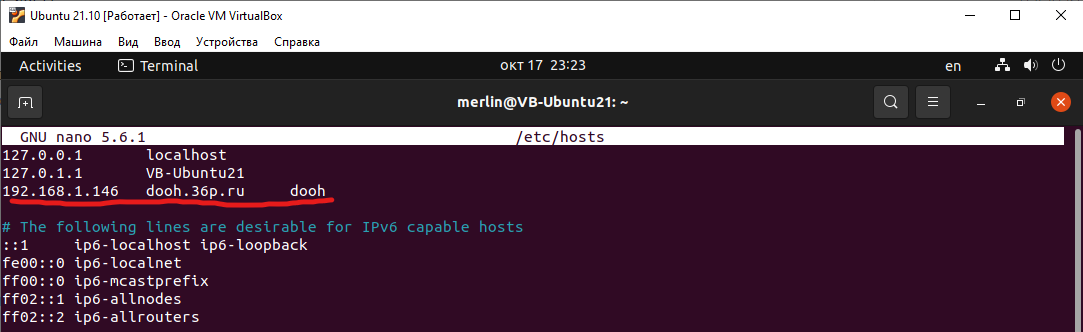 Ubuntu 21.10 [Работает] - Oracle VM VirtualBox
Файл Машина Вид Ввод Устройства Справка
Activities Terminal окт 17 23:23 en
merlin@VB-Ubuntu21: ~
GNU nano 5.6.1 /etc/hosts
127.0.0.1 localhost
127.0.1.1 VB-Ubuntu21
192.168.1.146 dooh.36p.ru dooh
# The following lines are desirable for IPv6 capable hosts
::1 ip6-localhost ip6-loopback
fe00::0 ip6-localnet
ff00::0 ip6-mcastprefix
ff02::1 ip6-allnodes
ff02::2 ip6-allrouters